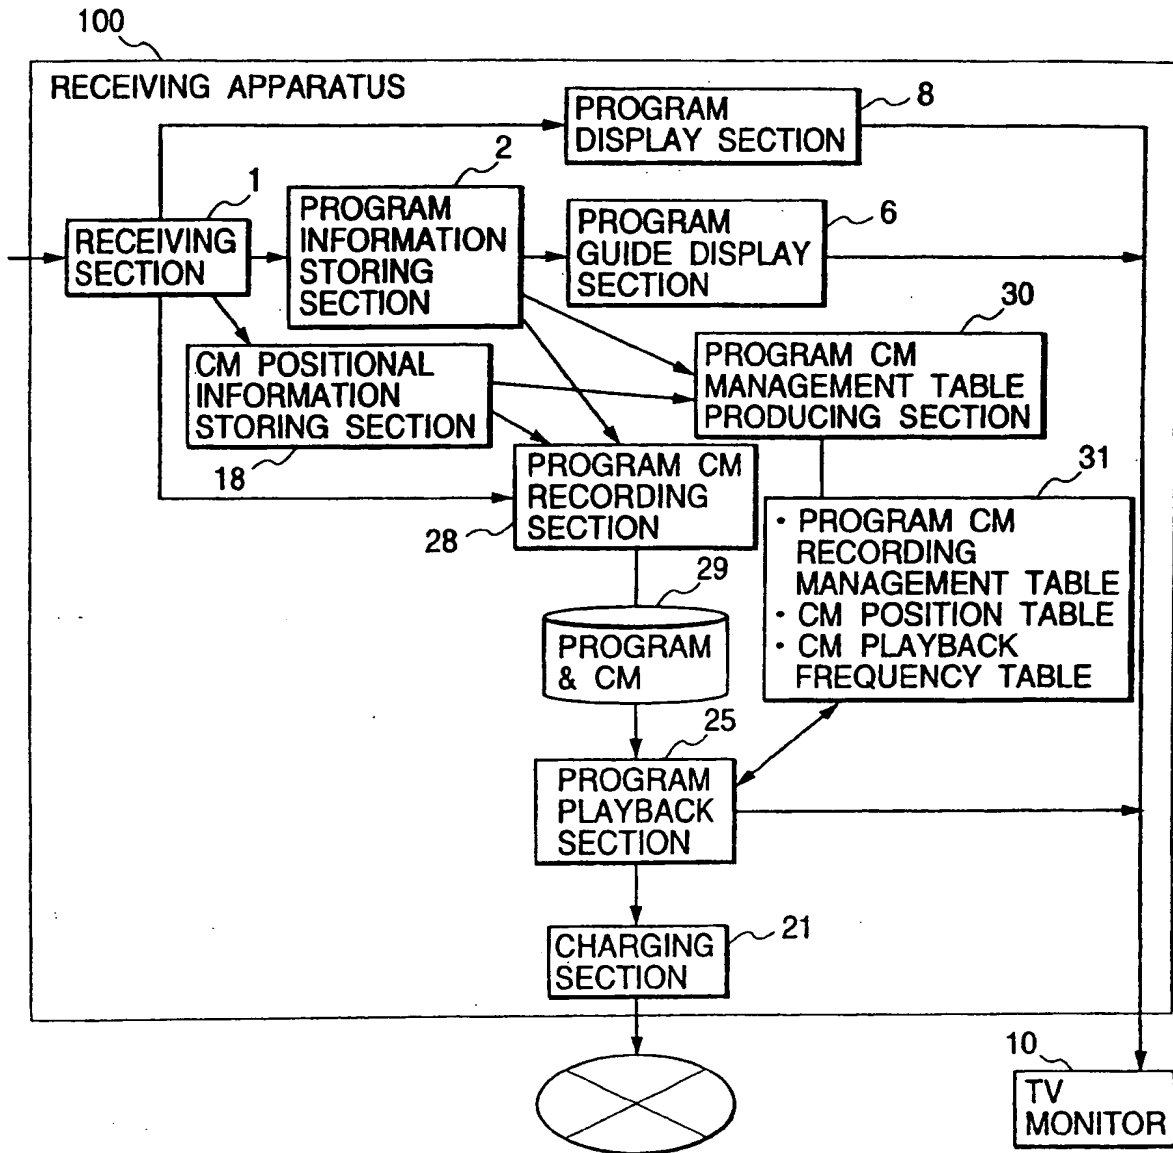 100
RECEIVING APPARATUS
PROGRAM
DISPLAY SECTION
8
1
RECEIVING
SECTION
2
PROGRAM
INFORMATION
STORING
SECTION
PROGRAM
GUIDE DISPLAY
SECTION
6
CM POSITIONAL
INFORMATION
STORING SECTION
18
30
PROGRAM CM
MANAGEMENT TABLE
PRODUCING SECTION
PROGRAM CM
RECORDING
SECTION
28
31
· PROGRAM CM
RECORDING
MANAGEMENT TABLE
· CM POSITION TABLE
· CM PLAYBACK
FREQUENCY TABLE
29
PROGRAM
& CM
25
PROGRAM
PLAYBACK
SECTION
CHARGING
SECTION
21
10
TV
MONITOR